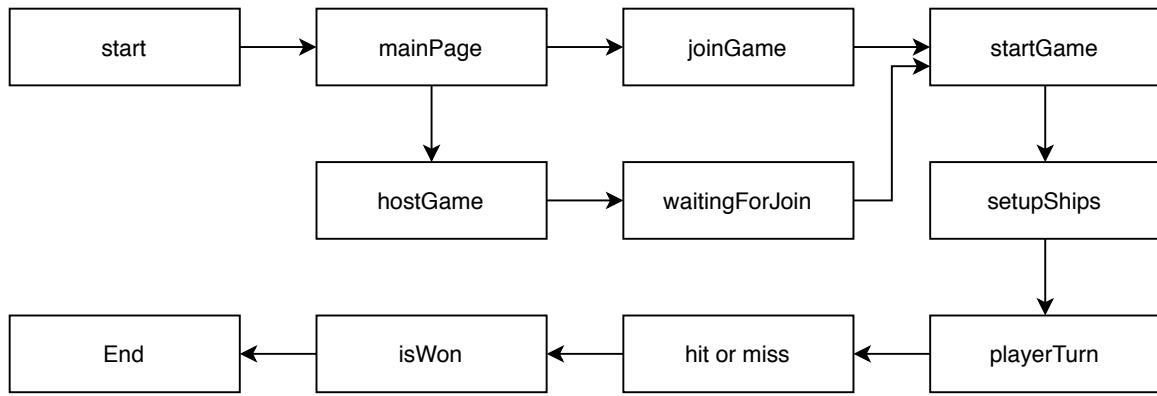 start
mainPage
joinGame
startGame
hostGame
waitingForJoin
setupShips
End
isWon
hit or miss
playerTurn